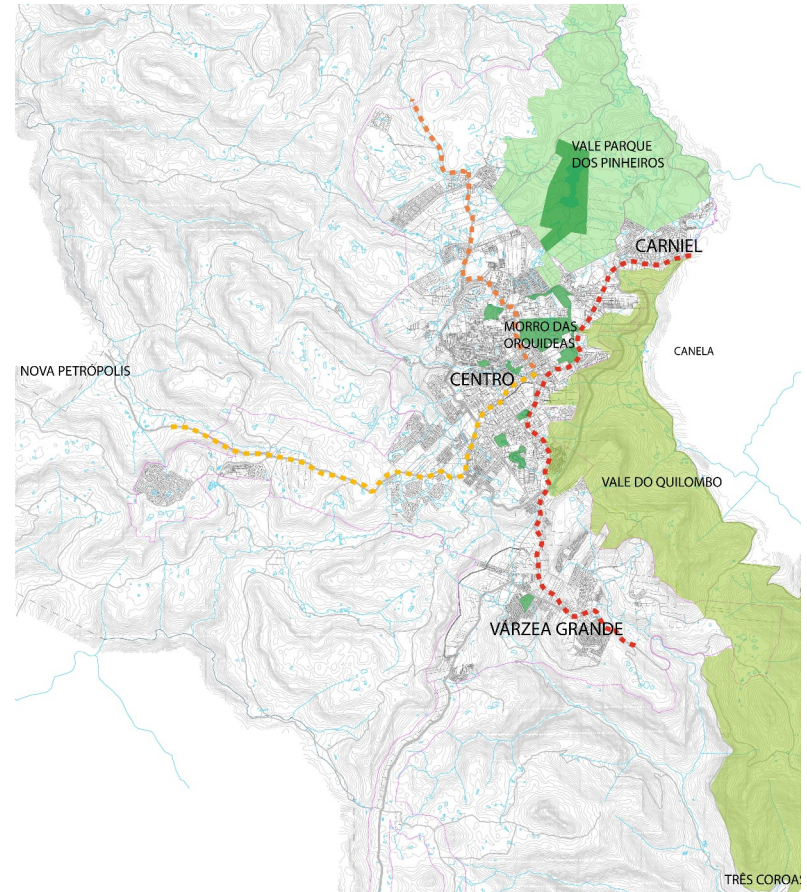 VALE PARQUE
DOS PINHEIROS
CARNIEL
MORRO DAS
ORQUIDEAS
CANELA
NOVA PETRÓPOLIS
CENTRO
VALE DO QUILOMBO
VÁRZEA GRANDE
TRÊS COROAS